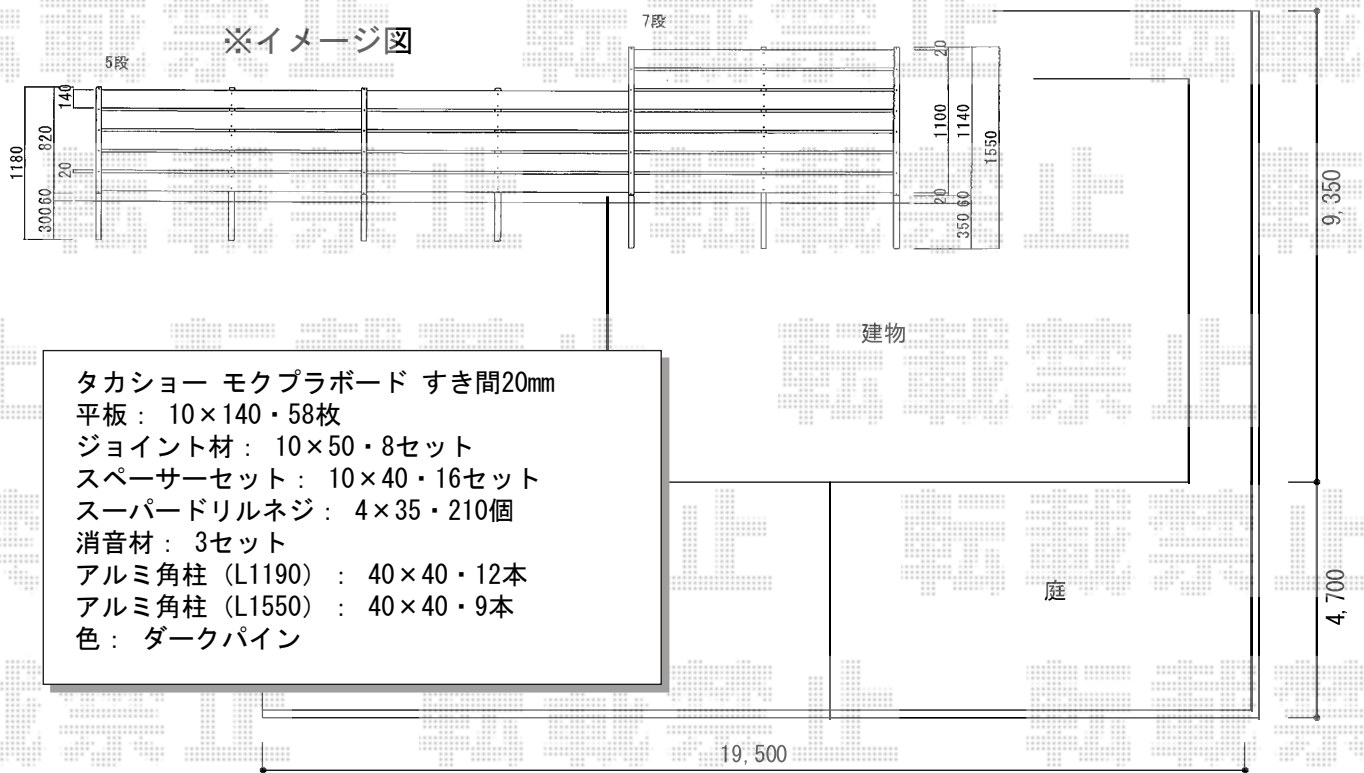 ※イメージ図
7段
5段
140
820
1180
20
60
300
20
1100
1140
1550
20
60
350
9,350
建物
タカショー モクプラボード すき間20mm
平板： 10×140・58枚
ジョイント材： 10×50・8セット
スペーサーセット： 10×40・16セット
スーパードリルネジ： 4×35・210個
消音材： 3セット
アルミ角柱（L1190）： 40×40・12本
アルミ角柱（L1550）： 40×40・9本
色： ダークパイン
庭
4,700
19,500
転載禁止